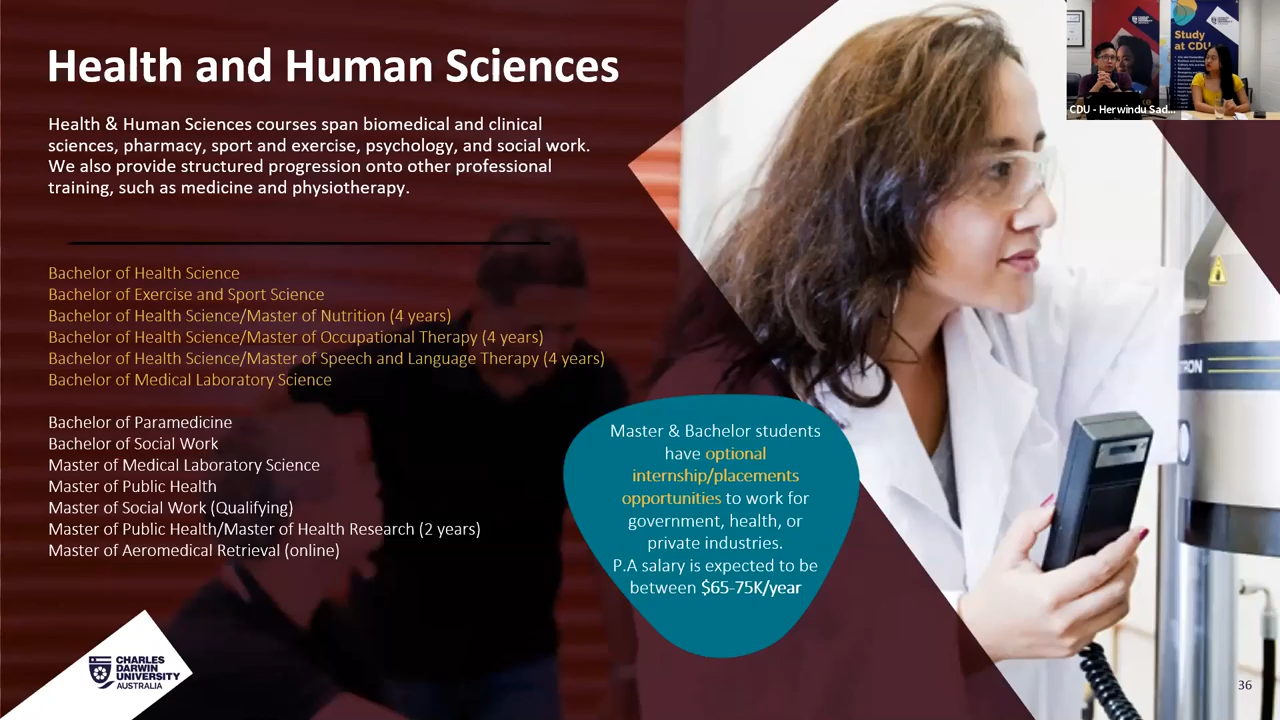 Health and Human Sciences
Health & Human Sciences courses span biomedical and clinical
sciences, pharmacy, sport and exercise, psychology, and social work.
We also provide structured progression onto other professional
training, such as medicine and physiotherapy.
Bachelor of Health Science
Bachelor of Exercise and Sport Science
Bachelor of Health Science/Master of Nutrition (4 years)
Bachelor of Health Science/Master of Occupational Therapy (4 years)
Bachelor of Health Science/Master of Speech and Language Therapy (4 years)
Bachelor of Medical Laboratory Science
Bachelor of Paramedicine
Bachelor of Social Work
Master of Medical Laboratory Science
Master of Public Health
Master of Social Work (Qualifying)
Master of Public Health/Master of Health Research (2 years)
Master of Aeromedical Retrieval (online)
Master & Bachelor students
have optional
internship/placements
opportunities to work for
government, health, or
private industries.
P.A salary is expected to be
between $65-75K/year
CHARLES
DARWIN
UNIVERSITY
AUSTRALIA
Study
at CDU
CDU - Herwindu Sad...
36